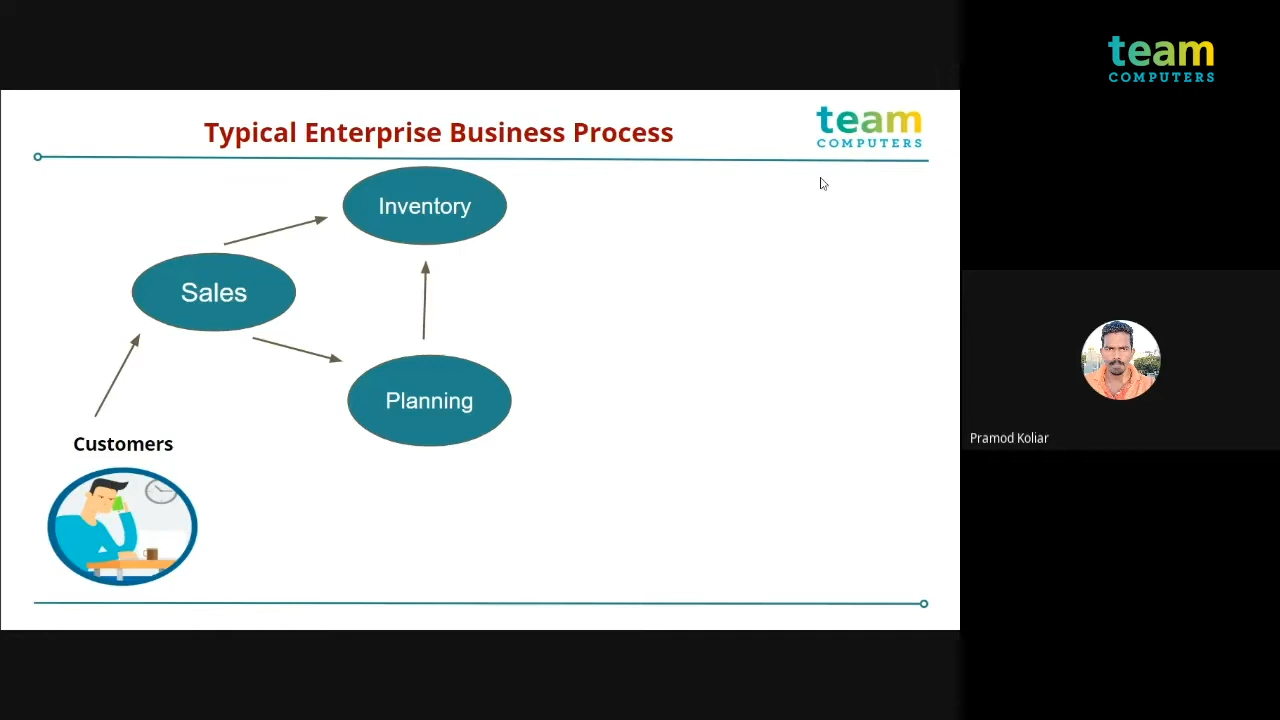 team
COMPUTERS
Typical Enterprise Business Process
team
COMPUTERS
Inventory
Sales
Planning
Customers
Pramod Koliar